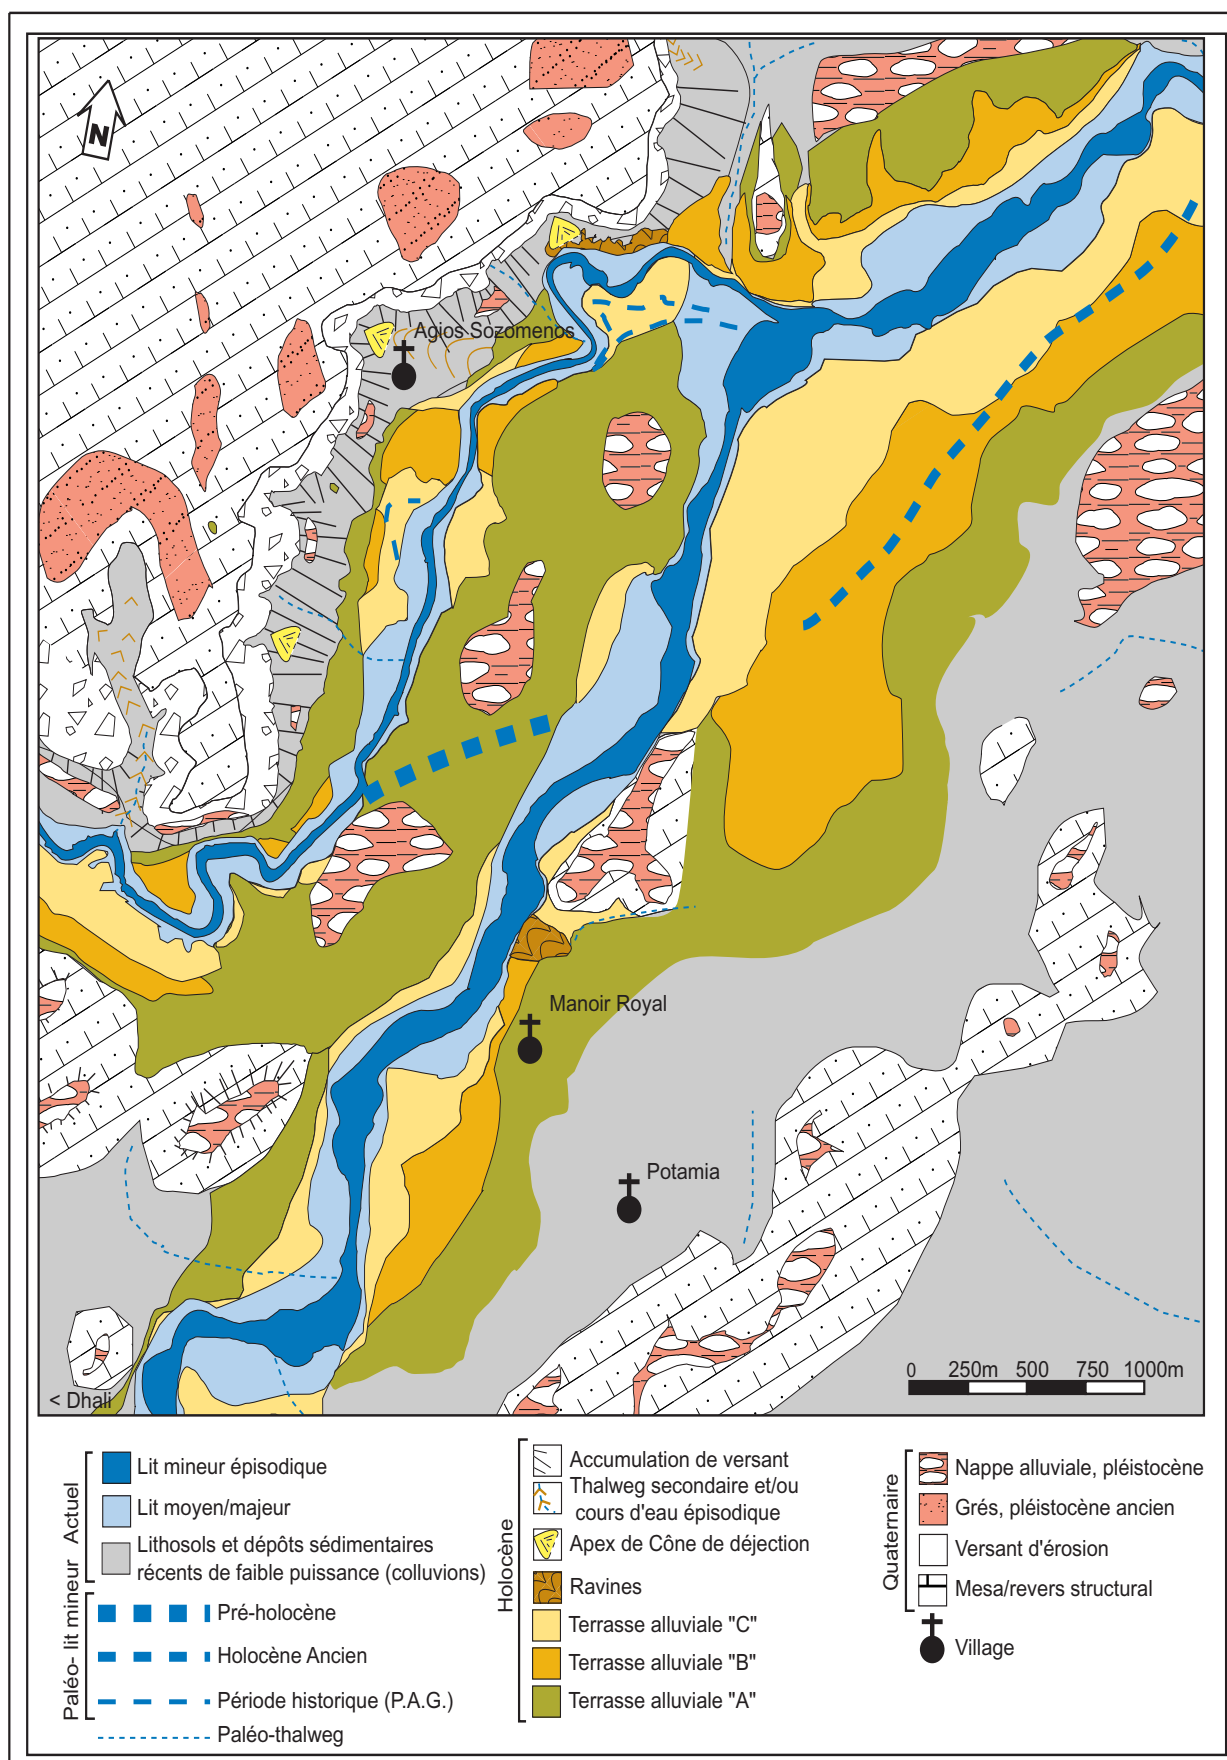 N
Agios Sozomenos
Manoir Royal
Potamia
< Dhali
0 250m 500 750 1000m
Paléo- lit mineur Actuel
Lit mineur épisodique
Lit moyen/majeur
Lithosols et dépôts sédimentaires
récents de faible puissance (colluvions)
Pré-holocène
Holocène Ancien
Période historique (P.A.G.)
Paléo-thalweg
Holocène
Accumulation de versant
Thalweg secondaire et/ou
cours d'eau épisodique
Apex de Cône de déjection
Ravines
Terrasse alluviale "C"
Terrasse alluviale "B"
Terrasse alluviale "A"
Quaternaire
Nappe alluviale, pléistocène
Grés, pléistocène ancien
Versant d'érosion
Mesa/revers structural
Village